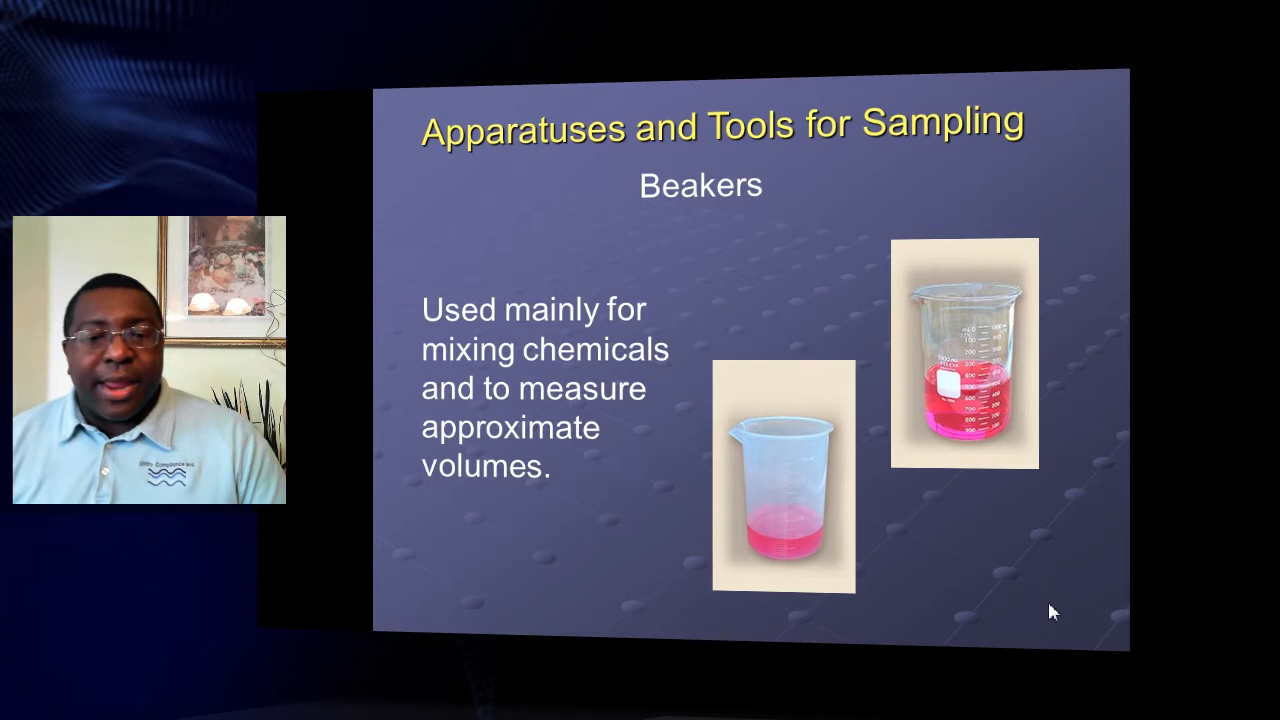 Apparatuses and Tools for Sampling
Beakers
Used mainly for
mixing chemicals
and to measure
approximate
volumes.